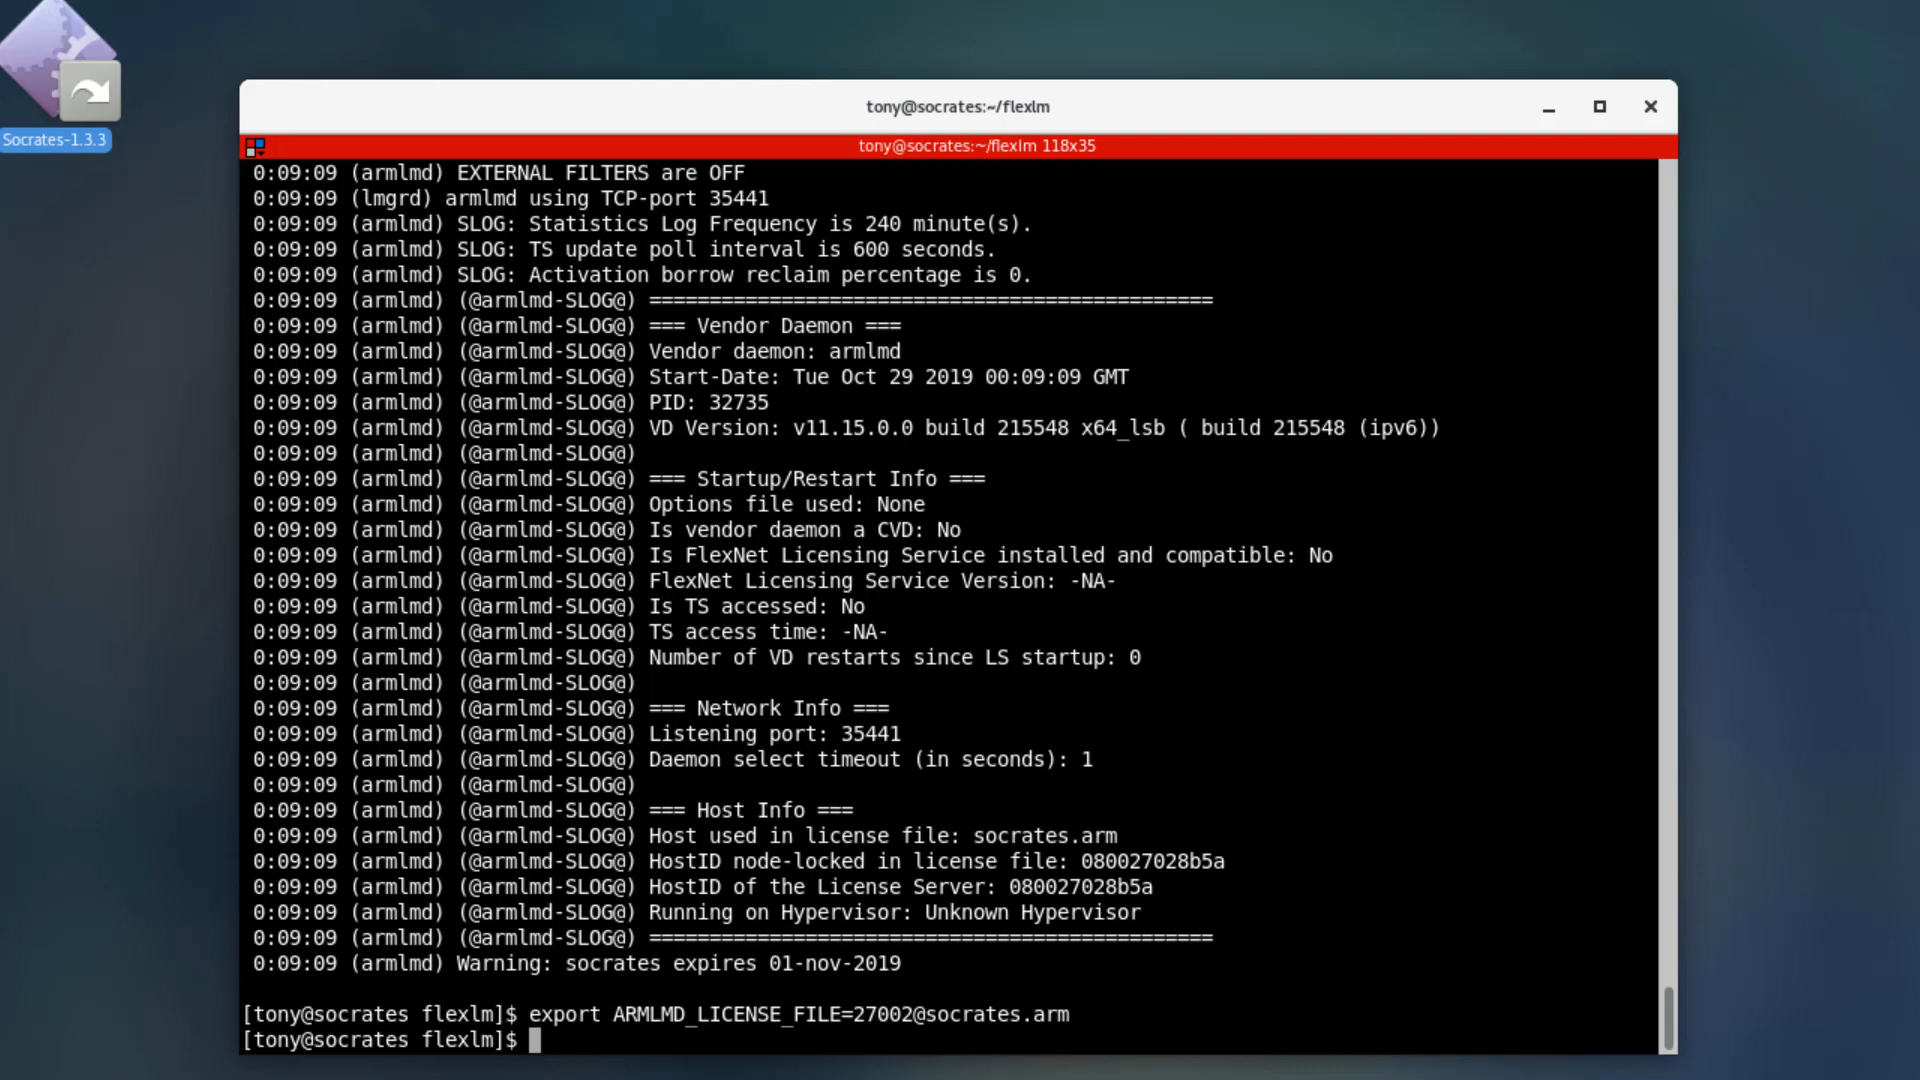 Socrates-1.3.3
tony@socrates:~/flexlm
tony@socrates:~/flexlm 118x35
0:09:09 (armlmd) EXTERNAL FILTERS are OFF
0:09:09 (lmgrd) armlmd using TCP-port 35441
0:09:09 (armlmd) SLOG: Statistics Log Frequency is 240 minute(s).
0:09:09 (armlmd) SLOG: TS update poll interval is 600 seconds.
0:09:09 (armlmd) SLOG: Activation borrow reclaim percentage is 0.
0:09:09 (armlmd) (@armlmd-SLOG@) ===============================================
0:09:09 (armlmd) (@armlmd-SLOG@) === Vendor Daemon ===
0:09:09 (armlmd) (@armlmd-SLOG@) Vendor daemon: armlmd
0:09:09 (armlmd) (@armlmd-SLOG@) Start-Date: Tue Oct 29 2019 00:09:09 GMT
0:09:09 (armlmd) (@armlmd-SLOG@) PID: 32735
0:09:09 (armlmd) (@armlmd-SLOG@) VD Version: v11.15.0.0 build 215548 x64_lsb ( build 215548 (ipv6))
0:09:09 (armlmd) (@armlmd-SLOG@)
0:09:09 (armlmd) (@armlmd-SLOG@) === Startup/Restart Info ===
0:09:09 (armlmd) (@armlmd-SLOG@) Options file used: None
0:09:09 (armlmd) (@armlmd-SLOG@) Is vendor daemon a CVD: No
0:09:09 (armlmd) (@armlmd-SLOG@) Is FlexNet Licensing Service installed and compatible: No
0:09:09 (armlmd) (@armlmd-SLOG@) FlexNet Licensing Service Version: -NA-
0:09:09 (armlmd) (@armlmd-SLOG@) Is TS accessed: No
0:09:09 (armlmd) (@armlmd-SLOG@) TS access time: -NA-
0:09:09 (armlmd) (@armlmd-SLOG@) Number of VD restarts since LS startup: 0
0:09:09 (armlmd) (@armlmd-SLOG@)
0:09:09 (armlmd) (@armlmd-SLOG@) === Network Info ===
0:09:09 (armlmd) (@armlmd-SLOG@) Listening port: 35441
0:09:09 (armlmd) (@armlmd-SLOG@) Daemon select timeout (in seconds): 1
0:09:09 (armlmd) (@armlmd-SLOG@)
0:09:09 (armlmd) (@armlmd-SLOG@) === Host Info ===
0:09:09 (armlmd) (@armlmd-SLOG@) Host used in license file: socrates.arm
0:09:09 (armlmd) (@armlmd-SLOG@) HostID node-locked in license file: 080027028b5a
0:09:09 (armlmd) (@armlmd-SLOG@) HostID of the License Server: 080027028b5a
0:09:09 (armlmd) (@armlmd-SLOG@) Running on Hypervisor: Unknown Hypervisor
0:09:09 (armlmd) (@armlmd-SLOG@) ===============================================
0:09:09 (armlmd) Warning: socrates expires 01-nov-2019
[tony@socrates flexlm]$ export ARMLMD_LICENSE_FILE=27002@socrates.arm
[tony@socrates flexlm]$